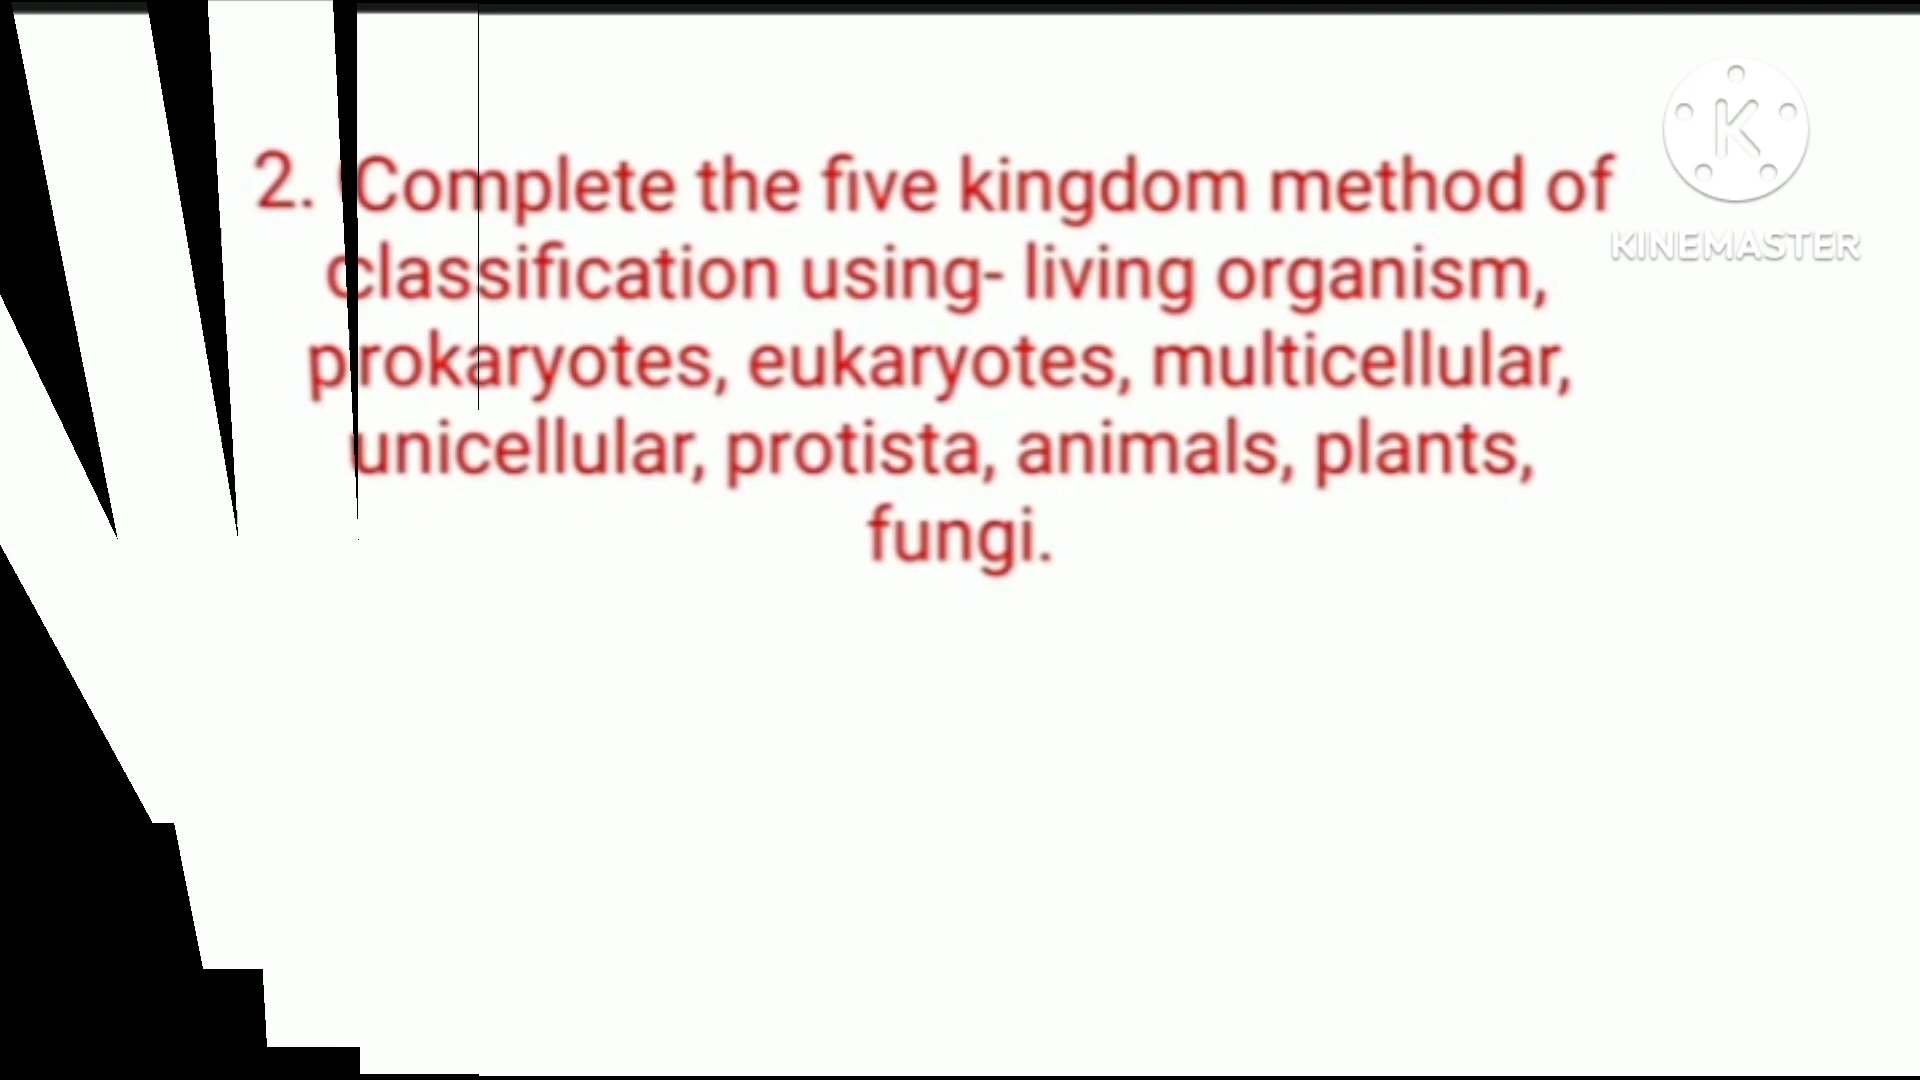 2. Complete the five kingdom method of
classification using- living organism,
prokaryotes, eukaryotes, multicellular,
unicellular, protista, animals, plants,
fungi.
K
KINEMASTER